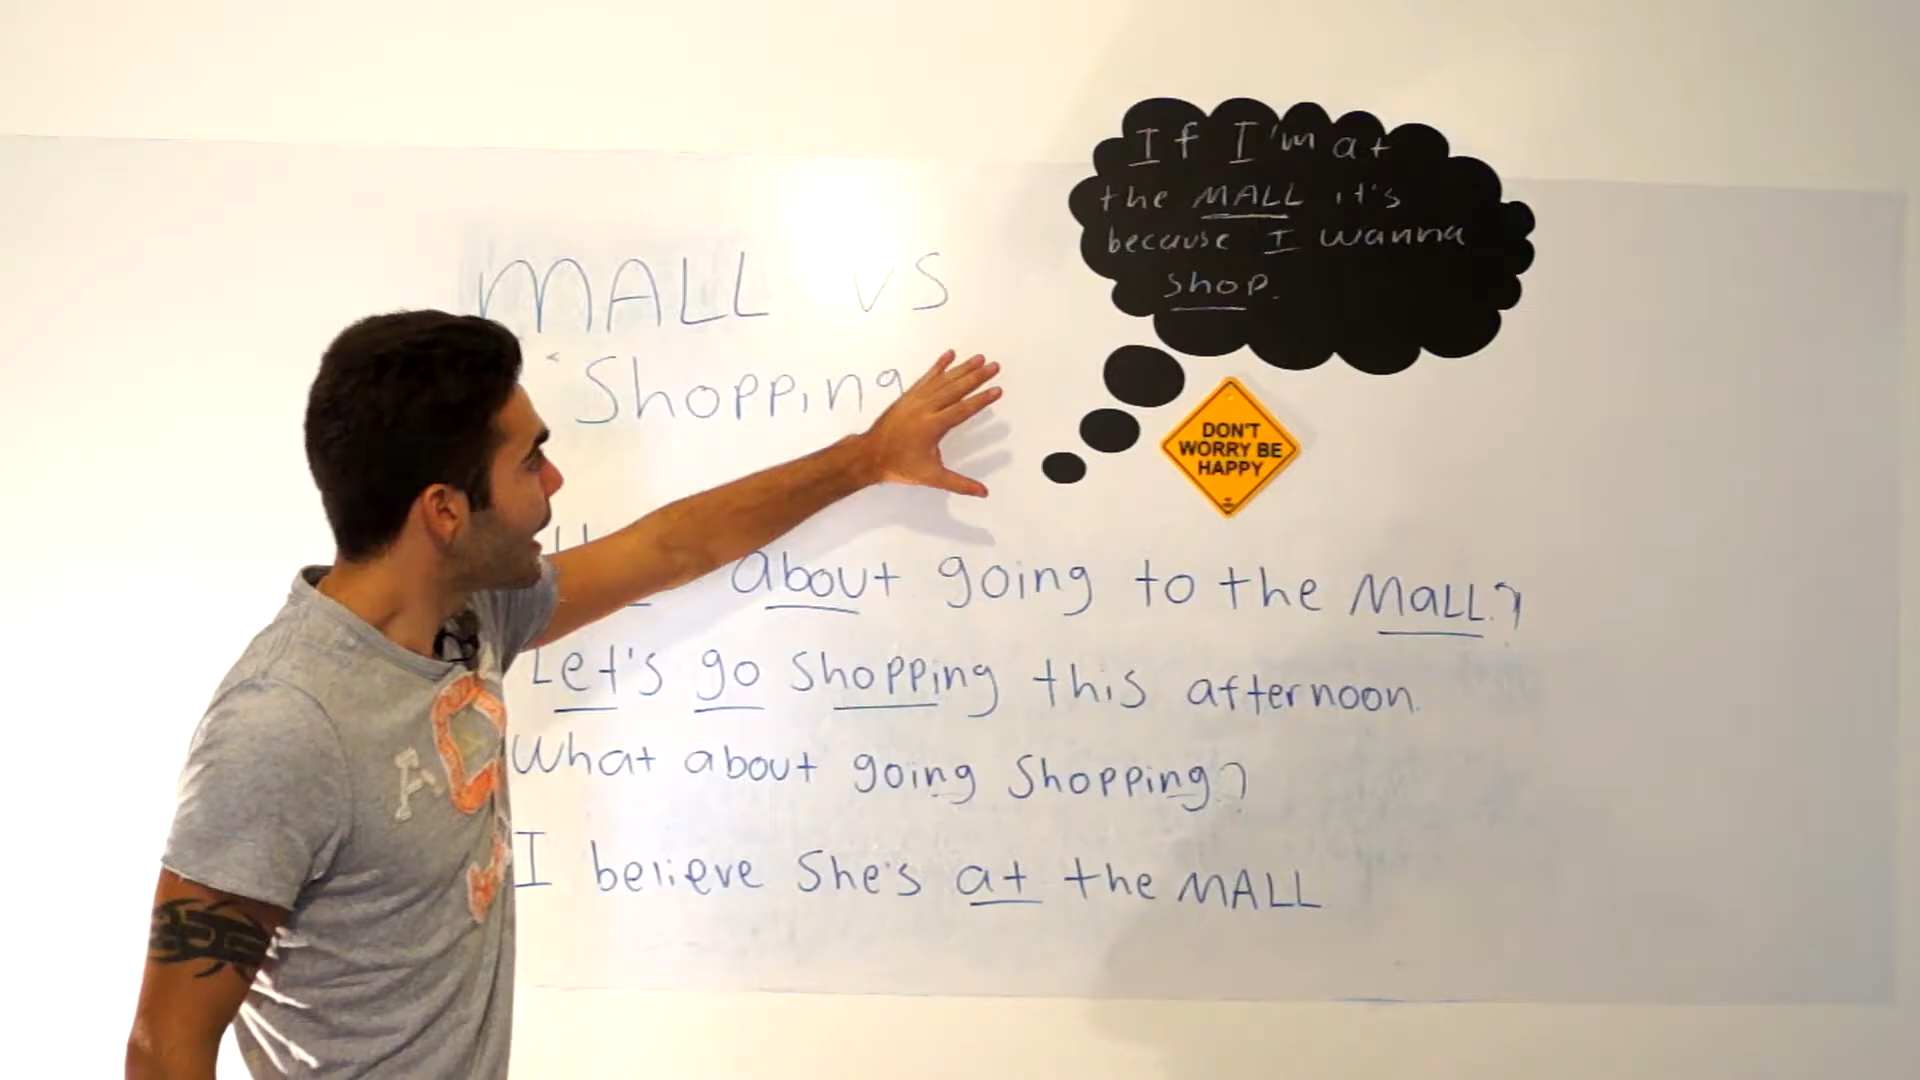 If I'm at
the MALL it's
because I wanna
shop.
MALL vs
Shopping
DON'T
WORRY BE
HAPPY
about going to the MaLL?
Let's go shopping this afternoon.
What about going Shopping?
I believe She's at the MALL
A